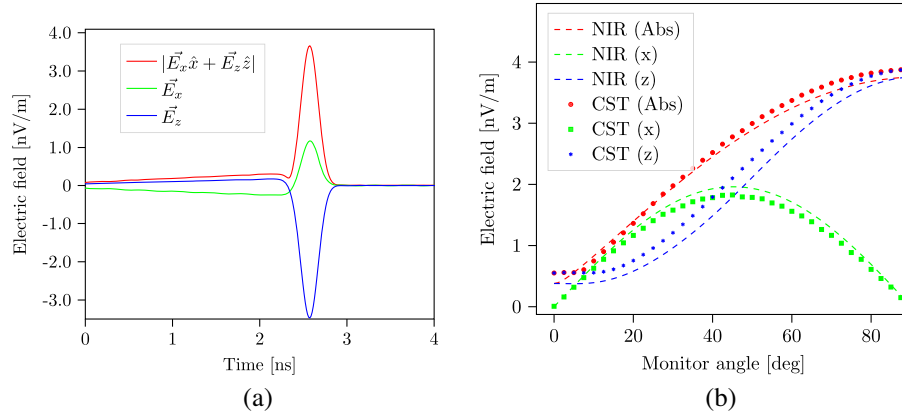 4.0
3.0
2.0
1.0
0
-1.0
-2.0
-3.0
Electric field [nV/m]
|E⃗ₓx̂ + E⃗_z ẑ|
E⃗ₓ
E⃗_z
0
1
2
3
4
Time [ns]
(a)
4
3
2
1
0
Electric field [nV/m]
NIR (Abs)
NIR (x)
NIR (z)
CST (Abs)
CST (x)
CST (z)
0
20
40
60
80
Monitor angle [deg]
(b)